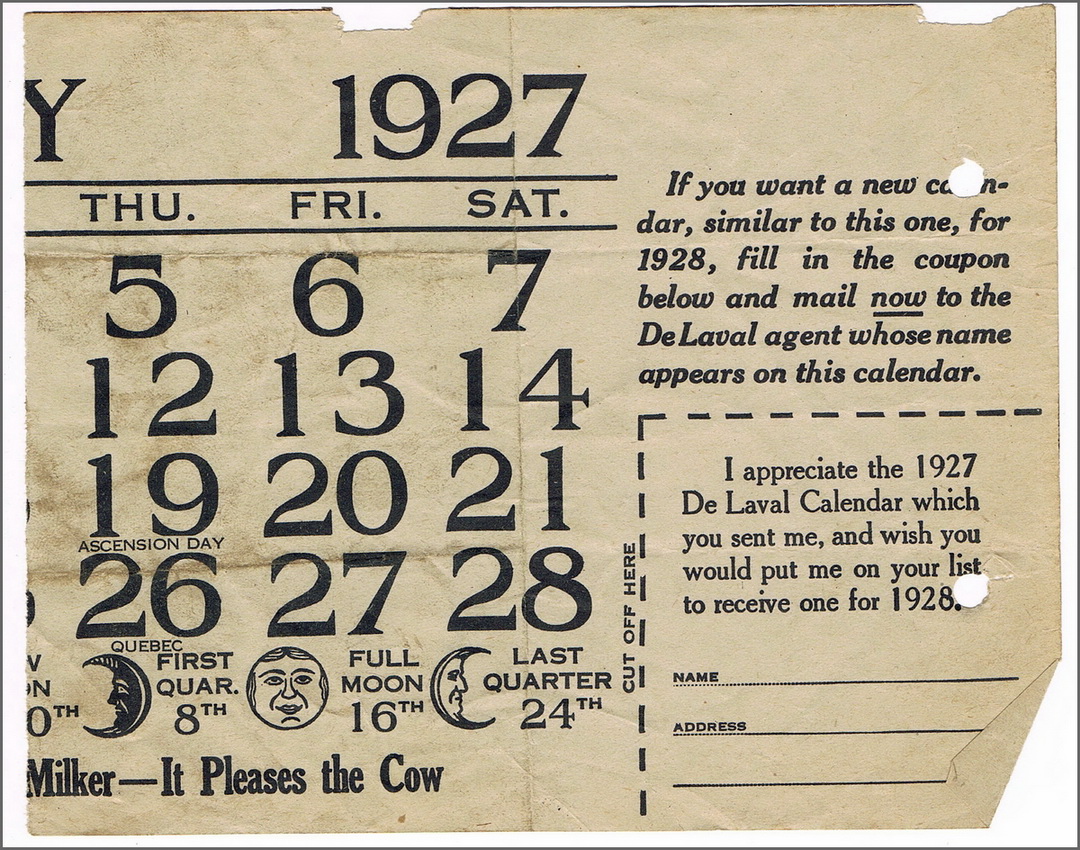 Y 1927
THU. FRI. SAT.
5 6 7
12 13 14
19 20 21
ASCENSION DAY
26 27 28
QUEBEC
FIRST
QUAR.
8TH
FULL
MOON
16TH
LAST
QUARTER
24TH
Milker—It Pleases the Cow
If you want a new
dar, similar to this one, for
1928, fill in the coupon
below and mail now to the
De Laval agent whose name
appears on this calendar.
CUT OFF HERE
I appreciate the 1927
De Laval Calendar which
you sent me, and wish you
would put me on your list
to receive one for 1928.
NAME
ADDRESS